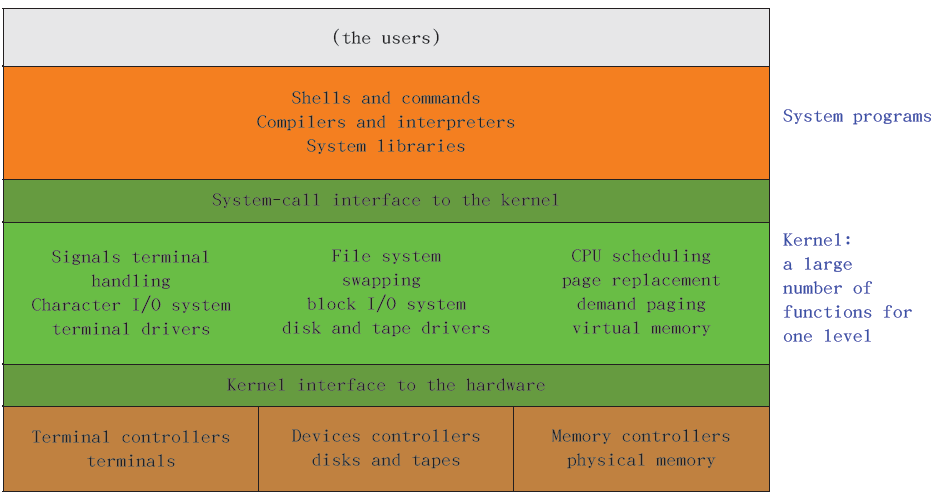 (the users)
Shells and commands
Compilers and interpreters
System libraries
System programs
System-call interface to the kernel
Signals terminal
handling
Character I/O system
terminal drivers
File system
swapping
block I/O system
disk and tape drivers
CPU scheduling
page replacement
demand paging
virtual memory
Kernel:
a large
number of
functions for
one level
Kernel interface to the hardware
Terminal controllers
terminals
Devices controllers
disks and tapes
Memory controllers
physical memory